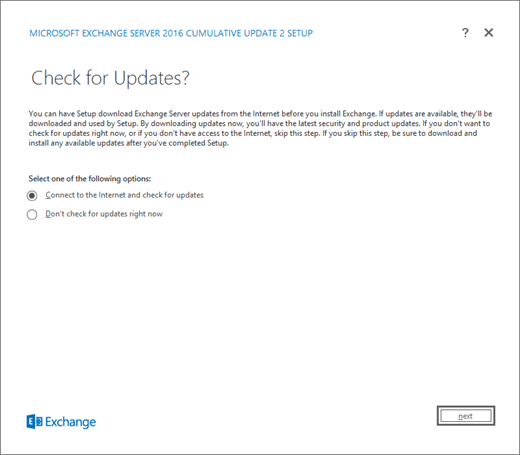 MICROSOFT EXCHANGE SERVER 2016 CUMULATIVE UPDATE 2 SETUP
?
Check for Updates?
You can have Setup download Exchange Server updates from the Internet before you install Exchange. If updates are available, they'll be
downloaded and used by Setup. By downloading updates now, you'll have the latest security and product updates. If you don't want to
check for updates right now, or if you don't have access to the Internet, skip this step. If you skip this step, be sure to download and
install any available updates after you've completed Setup.
Select one of the following options:
Connect to the Internet and check for updates
Don't check for updates right now
E Exchange
next